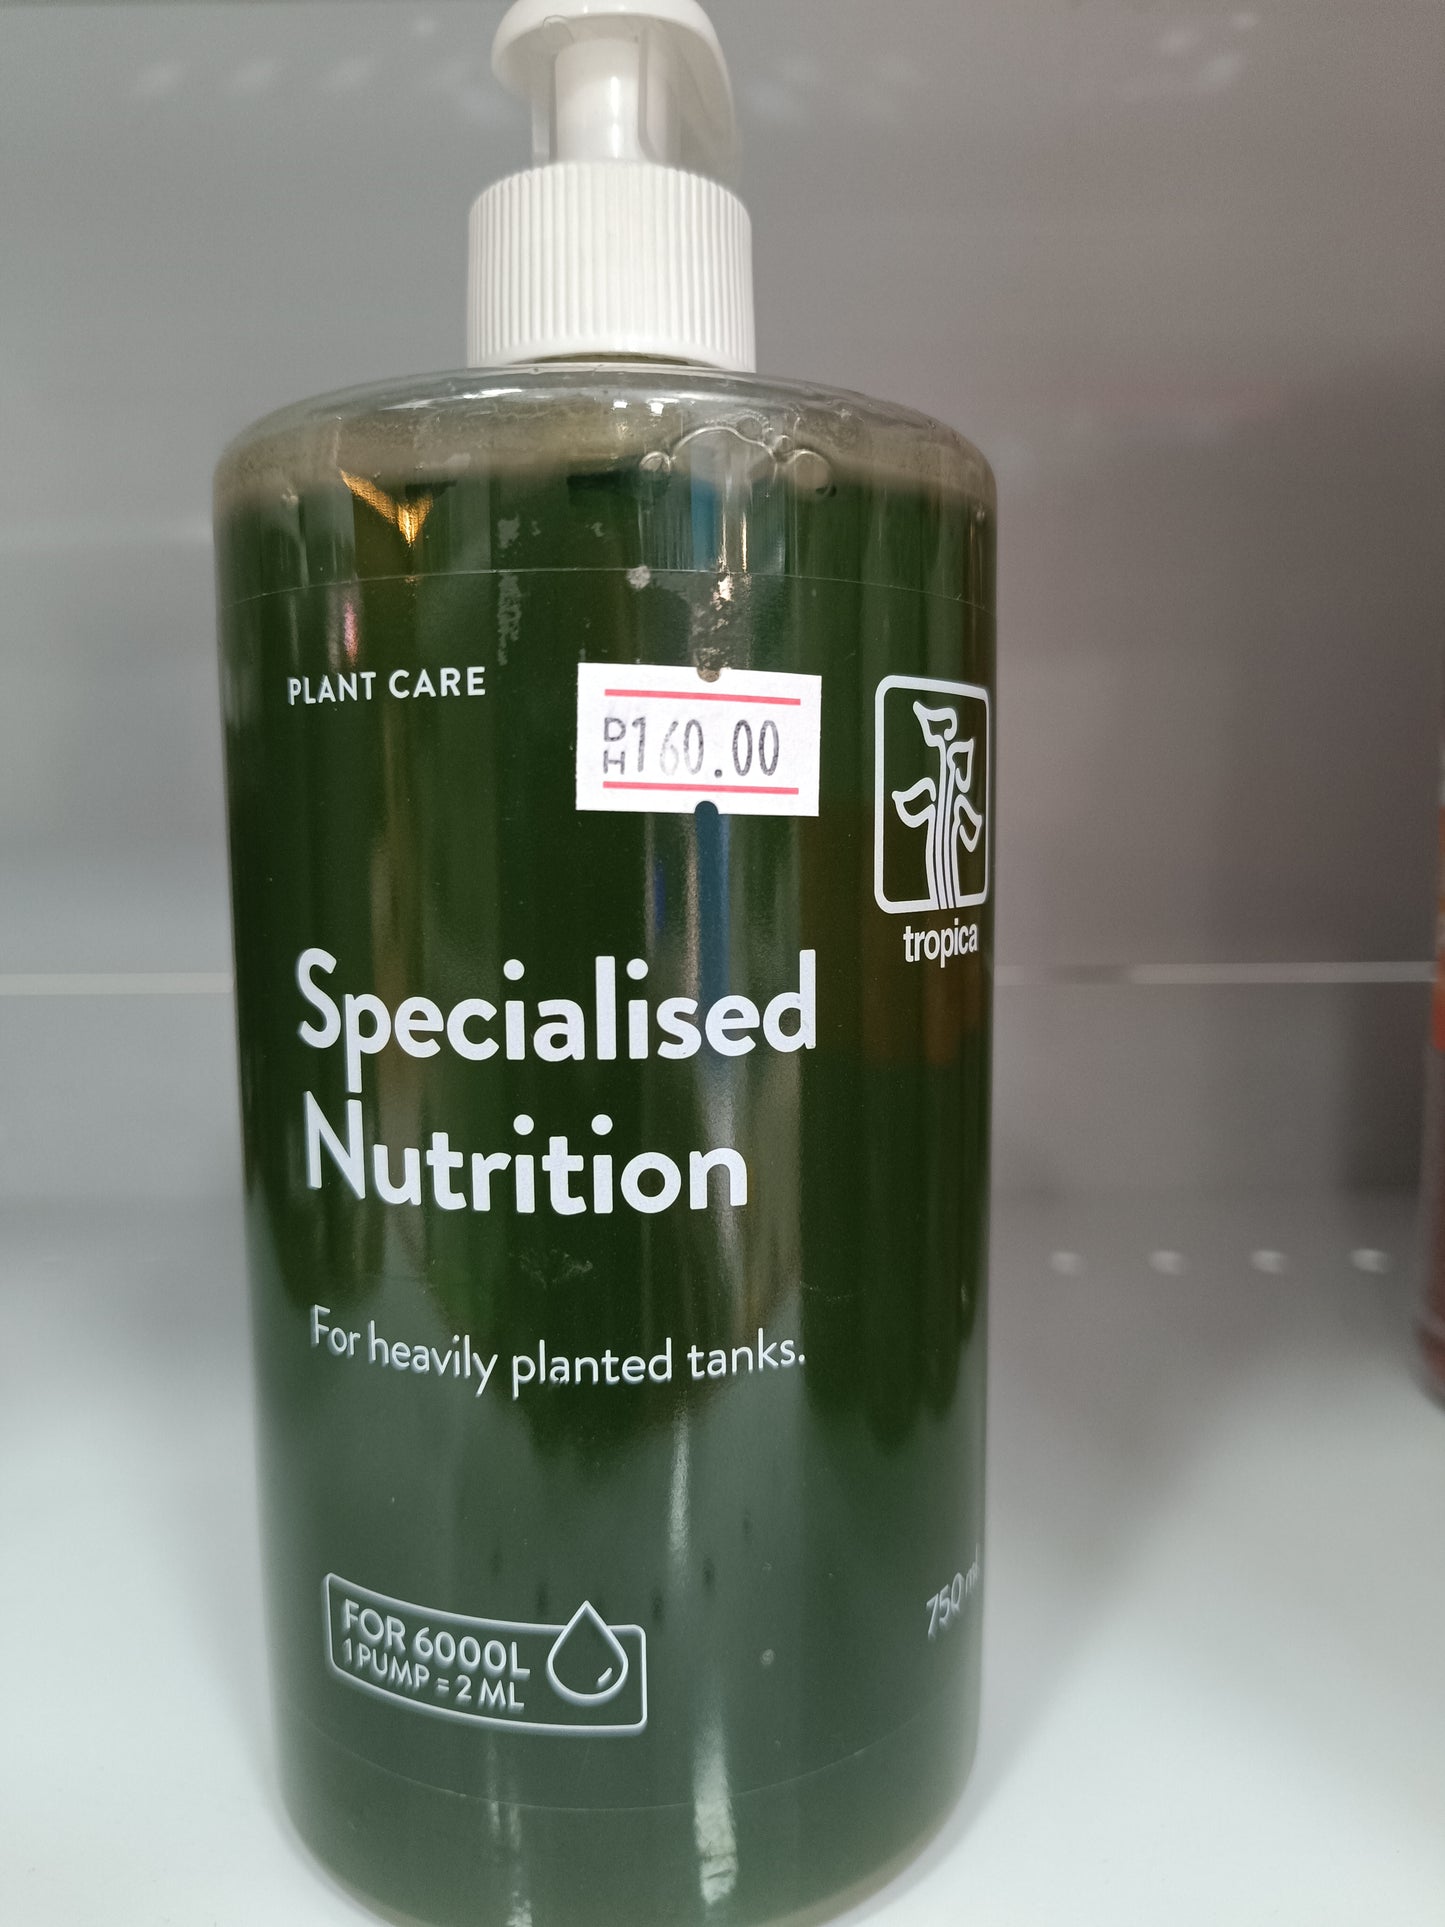 PLANT CARE
DH160.00
tropica
Specialised
Nutrition
For heavily planted tanks.
FOR 6000L
1 PUMP = 2 ML
750 ml